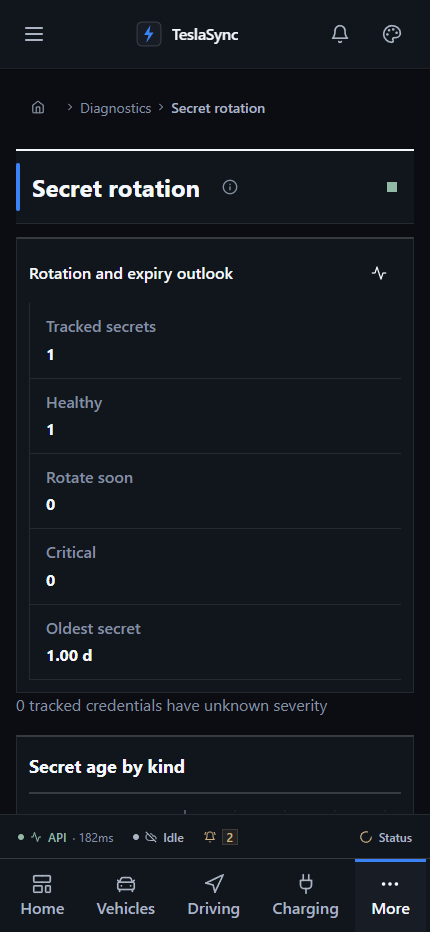 TeslaSync
Diagnostics Secret rotation
Secret rotation
Rotation and expiry outlook
Tracked secrets
1
Healthy
1
Rotate soon
0
Critical
0
Oldest secret
1.00 d
0 tracked credentials have unknown severity
Secret age by kind
API · 182ms Idle 2 Status
Home Vehicles Driving Charging More